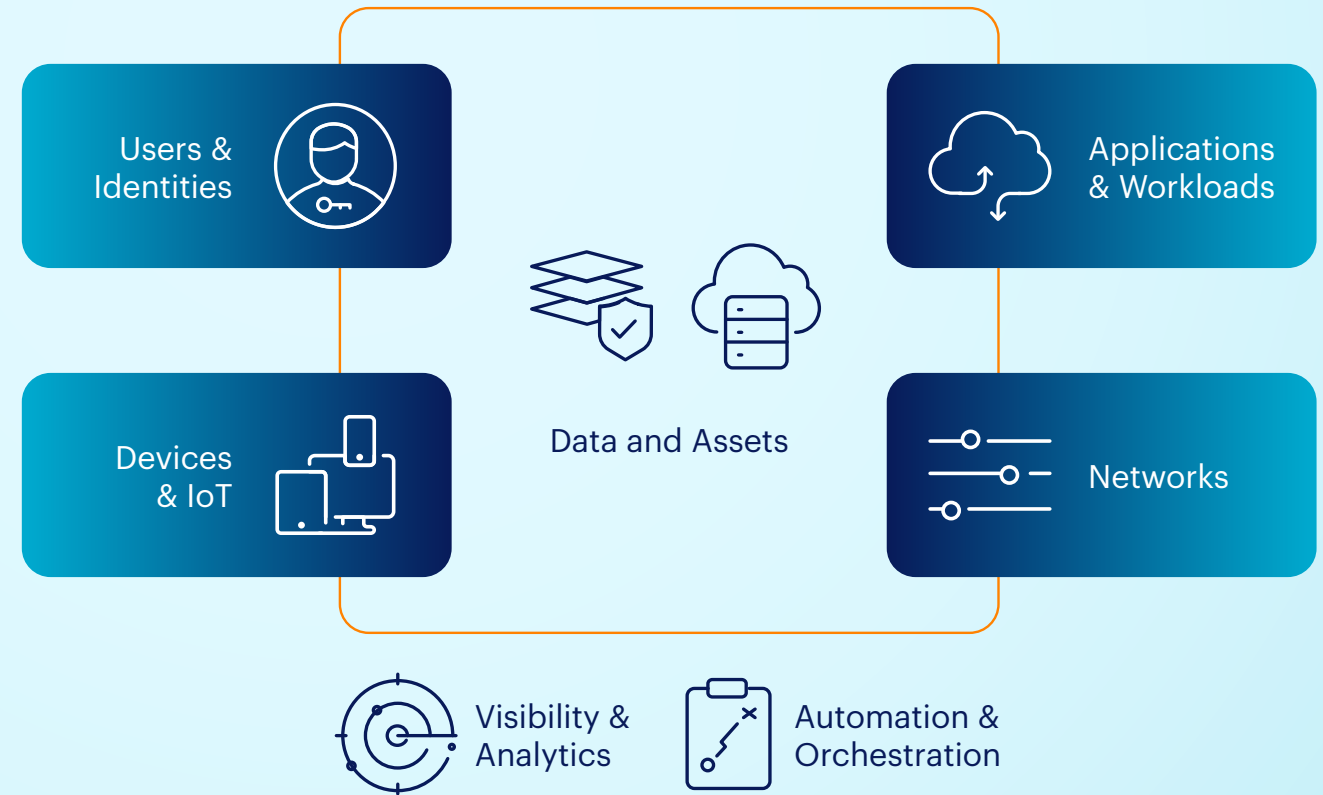 Users &
Identities
Applications
& Workloads
Data and Assets
Devices
& IoT
Networks
Visibility &
Analytics
Automation &
Orchestration